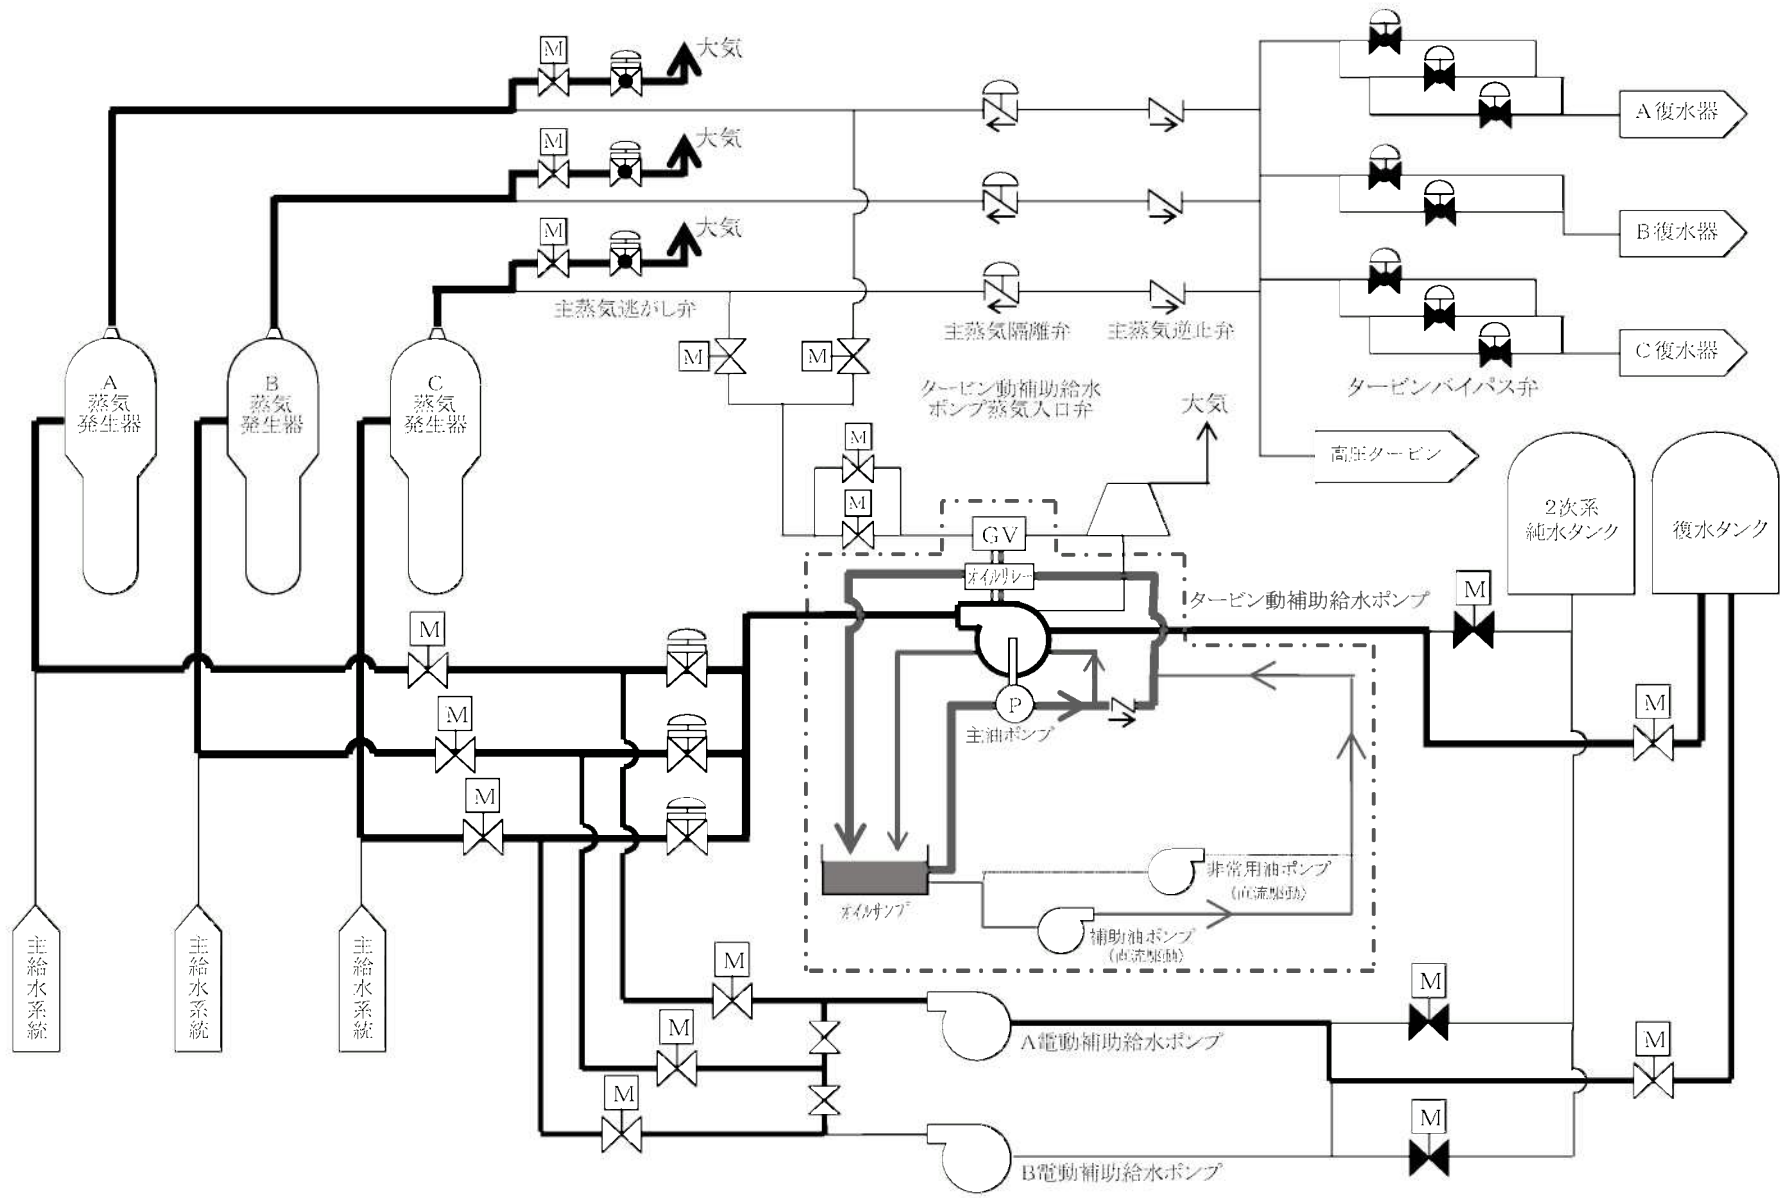 M
大気
M
大気
M
大気
A復水器
B復水器
C復水器
主蒸気逃がし弁
主蒸気隔離弁
主蒸気逆止弁
タービンバイパス弁
M
M
A
蒸気
発生器
B
蒸気
発生器
C
蒸気
発生器
タービン動補助給水
ポンプ蒸気入口弁
大気
M
M
高圧タービン
2次系
純水タンク
復水タンク
GV
オイルリレー
タービン動補助給水ポンプ
M
M
M
M
M
P
主油ポンプ
オイルサンプ
非常用油ポンプ
(直流駆動)
補助油ポンプ
(直流駆動)
主給水系統
主給水系統
主給水系統
M
M
M
A電動補助給水ポンプ
B電動補助給水ポンプ
M
M
M